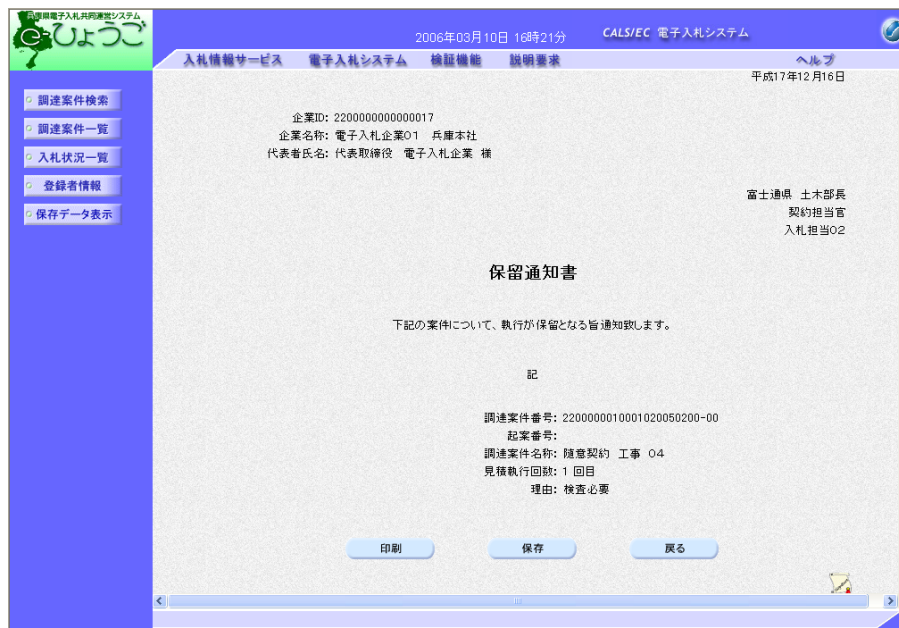 兵庫県電子入札共同運営システム
e-ひょうご
2006年03月10日 16時21分
CALS/EC 電子入札システム
入札情報サービス 電子入札システム 検証機能 説明要求 ヘルプ
平成17年12月16日
調達案件検索
調達案件一覧
入札状況一覧
登録者情報
保存データ表示
企業ID: 2200000000000017
企業名称: 電子入札企業01 兵庫本社
代表者氏名: 代表取締役 電子入札企業 様
富士通県 土木部長
契約担当官
入札担当02
保留通知書
下記の案件について、執行が保留となる旨通知致します。
記
調達案件番号: 2200000010001020050200-00
起案番号:
調達案件名称: 随意契約 工事 04
見積執行回数: 1 回目
理由: 検査必要
印刷 保存 戻る